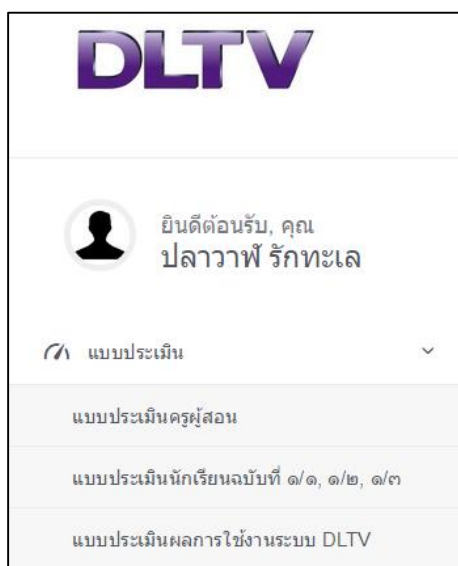 DLTV
ยินดีต้อนรับ, คุณ
ปลาวาฬ รักทะเล
แบบประเมิน
แบบประเมินครูผู้สอน
แบบประเมินนักเรียนฉบับที่ ๑/๑, ๑/๒, ๑/๓
แบบประเมินผลการใช้งานระบบ DLTV